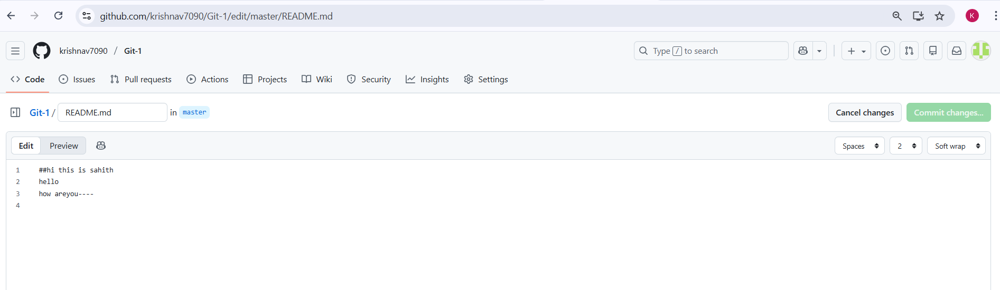 github.com/krishnav7090/Git-1/edit/master/README.md
K
krishnav7090 / Git-1
Type / to search
Code Issues Pull requests Actions Projects Wiki Security Insights Settings
Git-1 / README.md in master
Cancel changes Commit changes...
Edit Preview
Spaces 2 Soft wrap
1 ##hi this is sahith
2 hello
3 how areyou----
4